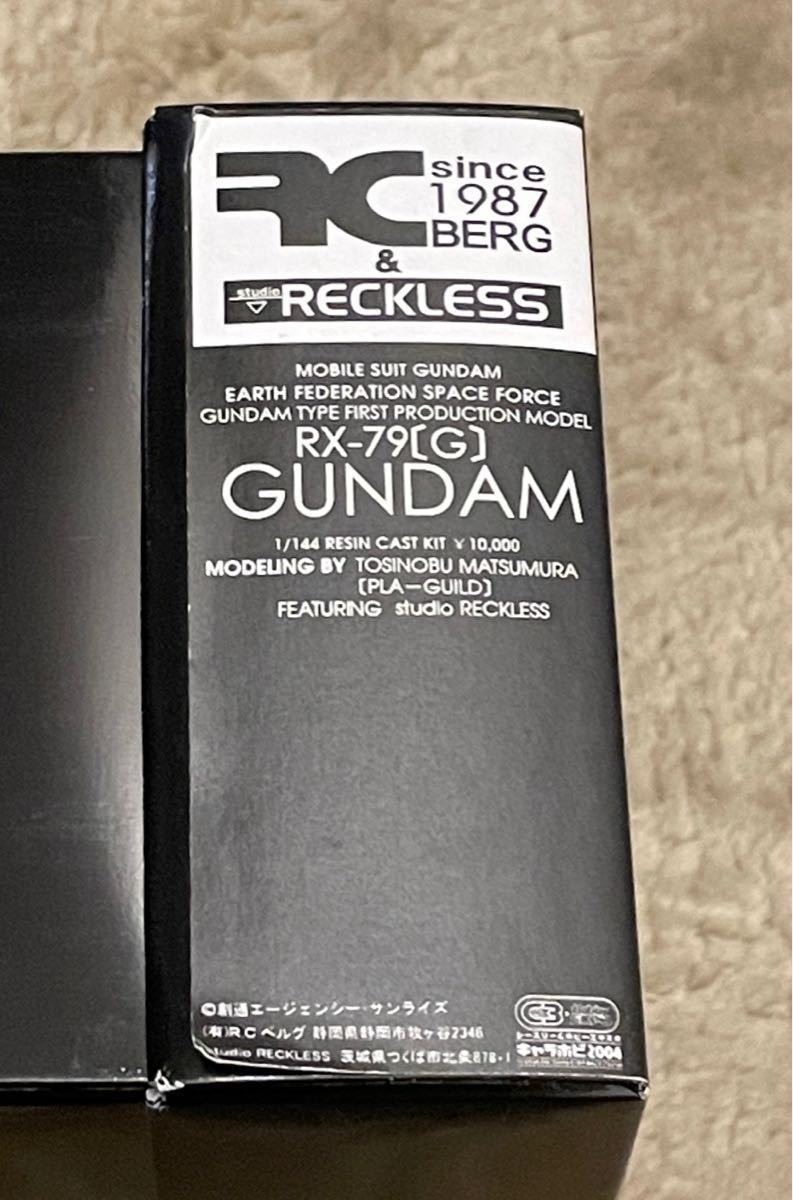 RC since
1987
BERG
&
studio RECKLESS
MOBILE SUIT GUNDAM
EARTH FEDERATION SPACE FORCE
GUNDAM TYPE FIRST PRODUCTION MODEL
RX-79[G]
GUNDAM
1/144 RESIN CAST KIT ¥10,000
MODELING BY TOSINOBU MATSUMURA
[PLA-GUILD]
FEATURING studio RECKLESS
©創通エージェンシー・サンライズ
(有)R.Cベルグ 静岡県静岡市牧ヶ谷2346
studio RECKLESS 茨城県つくば市北条878-1
C3
キャラホビ2004